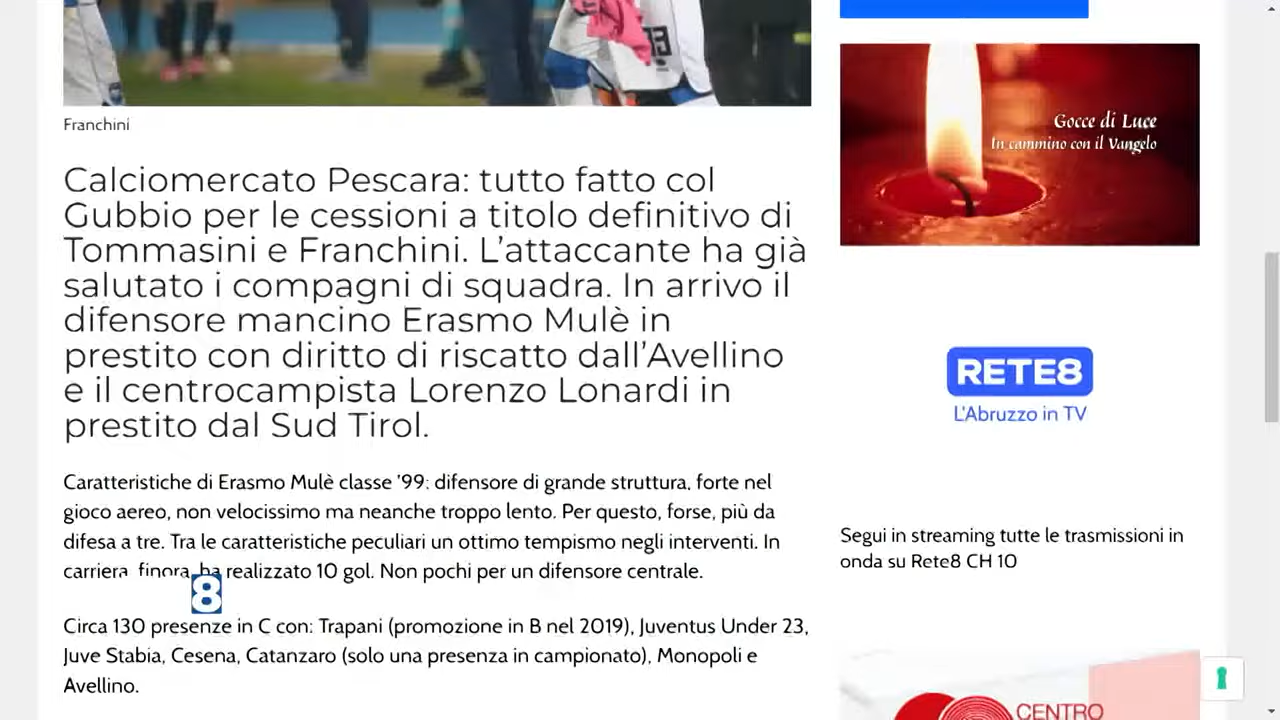 Franchini
Calciomercato Pescara: tutto fatto col
Gubbio per le cessioni a titolo definitivo di
Tommasini e Franchini. L’attaccante ha già
salutato i compagni di squadra. In arrivo il
difensore mancino Erasmo Mulè in
prestito con diritto di riscatto dall’Avellino
e il centrocampista Lorenzo Lonardi in
prestito dal Sud Tirol.
Caratteristiche di Erasmo Mulè classe ’99: difensore di grande struttura, forte nel
gioco aereo, non velocissimo ma neanche troppo lento. Per questo, forse, più da
difesa a tre. Tra le caratteristiche peculiari un ottimo tempismo negli interventi. In
carriera, finora, ha realizzato 10 gol. Non pochi per un difensore centrale.
8
Circa 130 presenze in C con: Trapani (promozione in B nel 2019), Juventus Under 23,
Juve Stabia, Cesena, Catanzaro (solo una presenza in campionato), Monopoli e
Avellino.
Gocce di Luce
In cammino con il Vangelo
RETE8
L'Abruzzo in TV
Segui in streaming tutte le trasmissioni in
onda su Rete8 CH 10
CENTRO